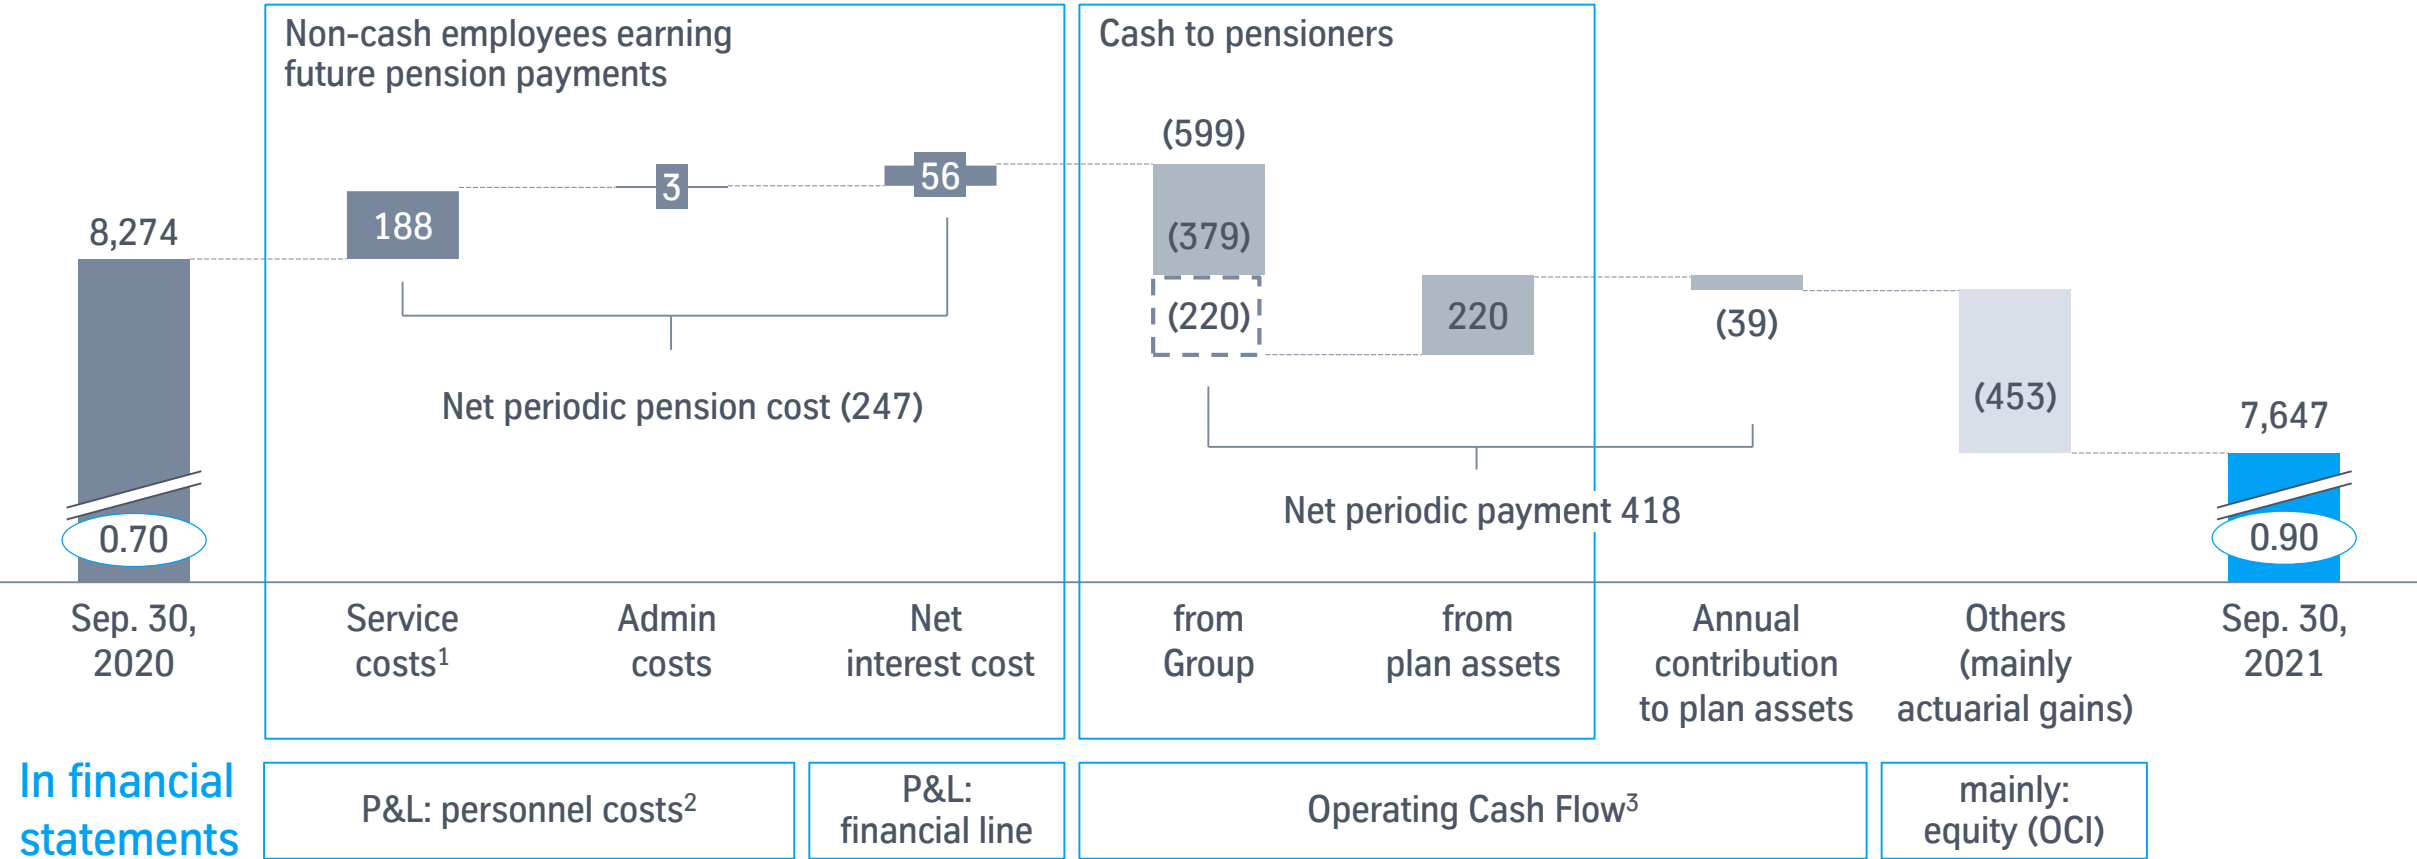 Non-cash employees earning
future pension payments
Cash to pensioners
(599)
8,274
188
3
56
(379)
(220)
220
(39)
(453)
7,647
Net periodic pension cost (247)
Net periodic payment 418
0.70
0.90
Sep. 30,
2020
Service
costs¹
Admin
costs
Net
interest cost
from
Group
from
plan assets
Annual
contribution
to plan assets
Others
(mainly
actuarial gains)
Sep. 30,
2021
In financial
statements
P&L: personnel costs²
P&L:
financial line
Operating Cash Flow³
mainly:
equity (OCI)